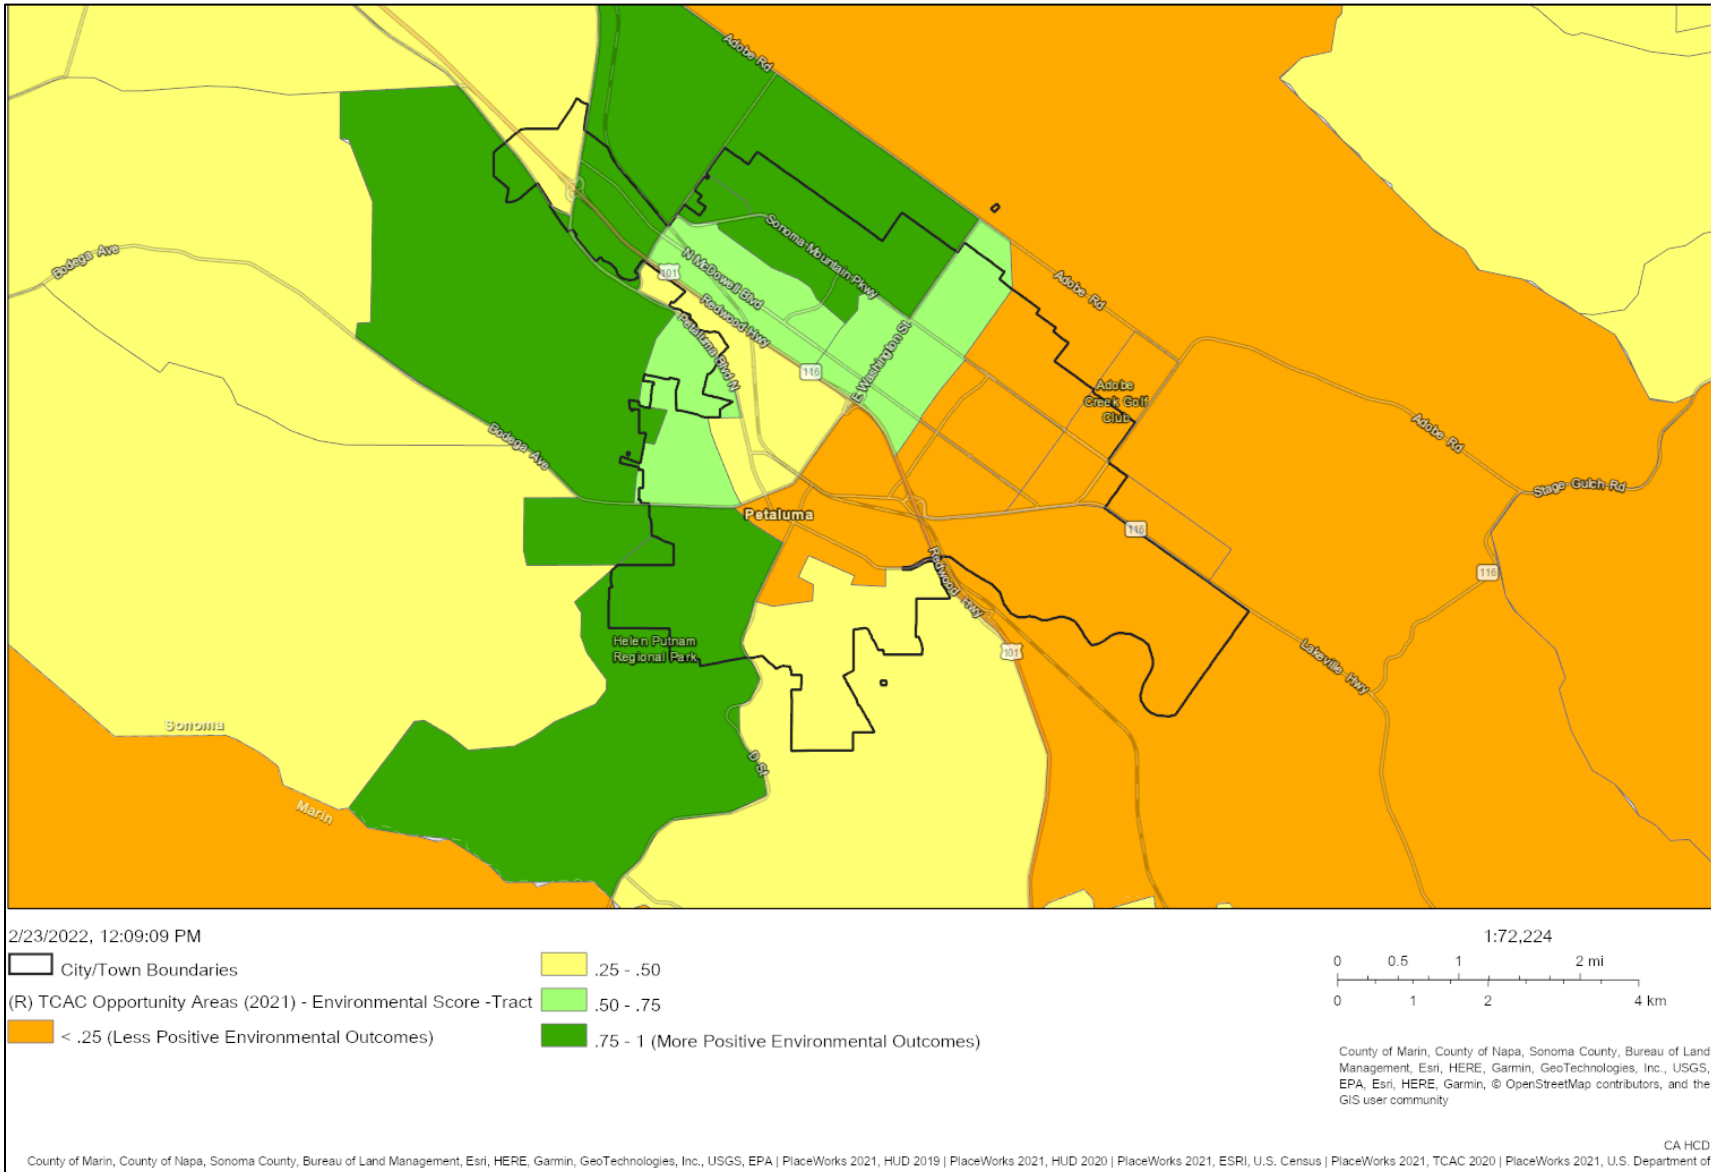 Adobe Rd
Bodega Ave
Sonoma Mountain Pkwy
N McDowell Blvd
101
Redwood Hwy
Petaluma Blvd N
116
E Washington St
Adobe Rd
Adobe
Creek Golf
Club
Adobe Rd
Bodega Ave
Stage Gulch Rd
Petaluma
116
Redwood Hwy
116
Helen Putnam
Regional Park
101
Lakeville Hwy
Sonoma
D St
Marin
2/23/2022, 12:09:09 PM
City/Town Boundaries
(R) TCAC Opportunity Areas (2021) - Environmental Score -Tract
< .25 (Less Positive Environmental Outcomes)
.25 - .50
.50 - .75
.75 - 1 (More Positive Environmental Outcomes)
1:72,224
0 0.5 1 2 mi
0 1 2 4 km
County of Marin, County of Napa, Sonoma County, Bureau of Land
Management, Esri, HERE, Garmin, GeoTechnologies, Inc., USGS,
EPA, Esri, HERE, Garmin, © OpenStreetMap contributors, and the
GIS user community
CA HCD
County of Marin, County of Napa, Sonoma County, Bureau of Land Management, Esri, HERE, Garmin, GeoTechnologies, Inc., USGS, EPA | PlaceWorks 2021, HUD 2019 | PlaceWorks 2021, HUD 2020 | PlaceWorks 2021, ESRI, U.S. Census | PlaceWorks 2021, TCAC 2020 | PlaceWorks 2021, U.S. Department of